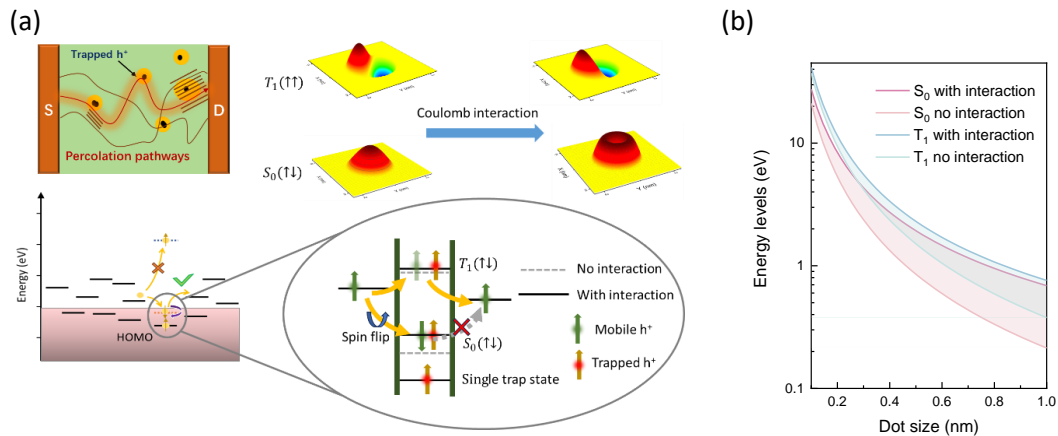 (a)
Trapped h⁺
S
D
Percolation pathways
T₁(↑↑)
Coulomb interaction
S₀(↑↓)
X (nm)
Y (nm)
Energy (eV)
HOMO
T₁(↑↓)
No interaction
With interaction
Spin flip
S₀(↑↓)
Mobile h⁺
Trapped h⁺
Single trap state
(b)
S₀ with interaction
S₀ no interaction
T₁ with interaction
T₁ no interaction
Energy levels (eV)
10
1
0.1
0.2
0.4
0.6
0.8
1.0
Dot size (nm)